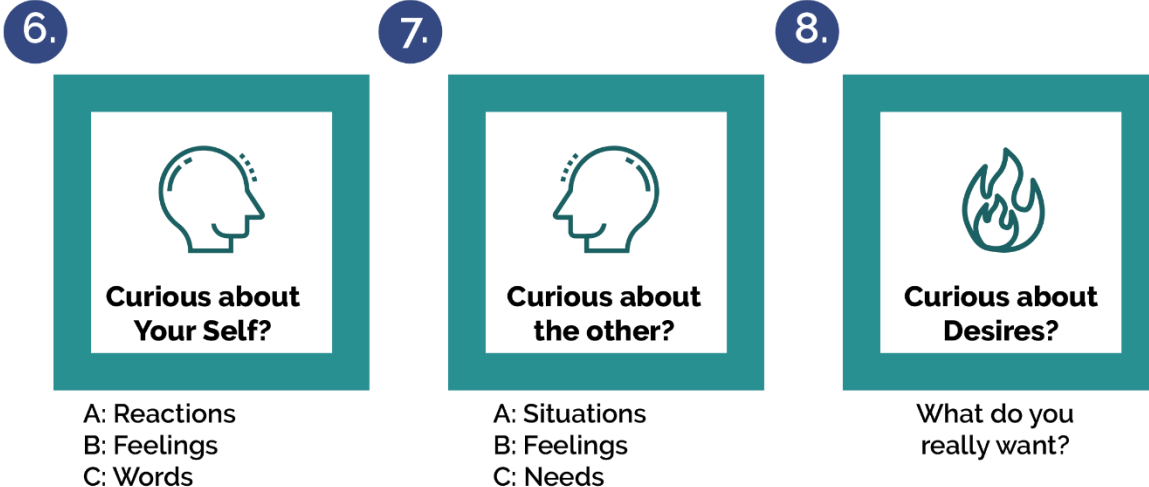 6.
7.
8.
Curious about
Your Self?
A: Reactions
B: Feelings
C: Words
Curious about
the other?
A: Situations
B: Feelings
C: Needs
Curious about
Desires?
What do you
really want?